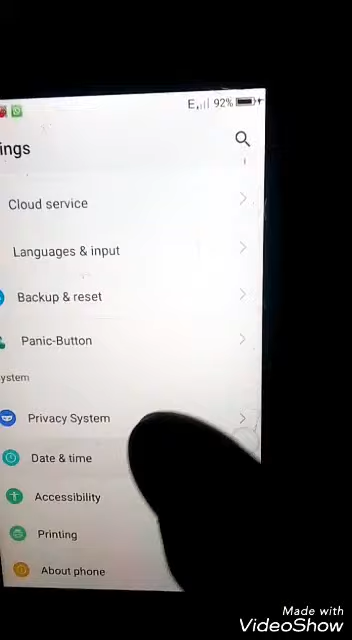 E 92%
ings
Cloud service
Languages & input
Backup & reset
Panic-Button
ystem
Privacy System
Date & time
Accessibility
Printing
About phone
Made with
VideoShow